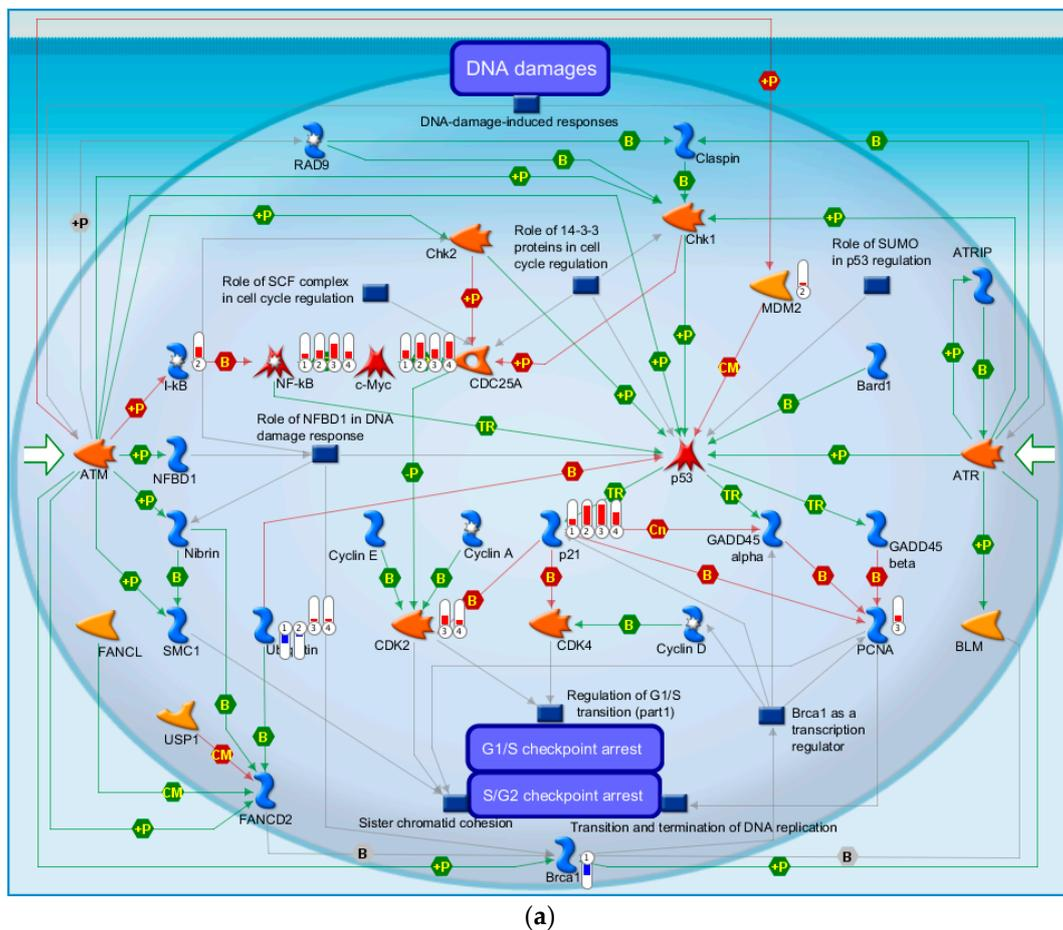 DNA damages
DNA-damage-induced responses
+P
RAD9
B
B
+P
Claspin
B
B
+P
+P
Chk2
Role of 14-3-3
proteins in cell
cycle regulation
Chk1
+P
Role of SUMO
in p53 regulation
ATRIP
Role of SCF complex
in cell cycle regulation
+P
MDM2
2
I-kB
2
B
NF-kB
1 2 3 4
c-Myc
1 2 3 4
CDC25A
+P
+P
+P
+P
CM
Bard1
+P
B
+P
B
Role of NFBD1 in DNA
damage response
TR
ATM
+P
NFBD1
-P
B
p53
+P
ATR
+P
Nibrin
TR
TR
TR
Cyclin E
Cyclin A
p21
1 2 3 4
Cn
GADD45
alpha
GADD45
beta
+P
+P
B
B
B
B
B
B
B
B
FANCL
SMC1
Ubiquitin
1 2 3 4
CDK2
3 4
CDK4
B
Cyclin D
PCNA
3
BLM
B
Regulation of G1/S
transition (part1)
Brca1 as a
transcription
regulator
USP1
CM
B
G1/S checkpoint arrest
CM
FANCD2
S/G2 checkpoint arrest
Sister chromatid cohesion
Transition and termination of DNA replication
+P
B
+P
Brca1
1
B
+P
(a)